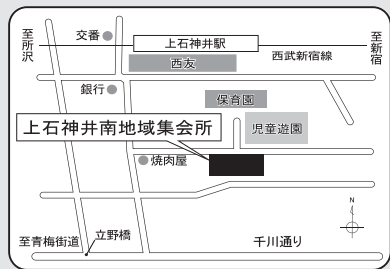 交番
上石神井駅
至所沢
至新宿
西友
西武新宿線
銀行
保育園
上石神井南地域集会所
児童遊園
焼肉屋
N
至青梅街道
立野橋
千川通り